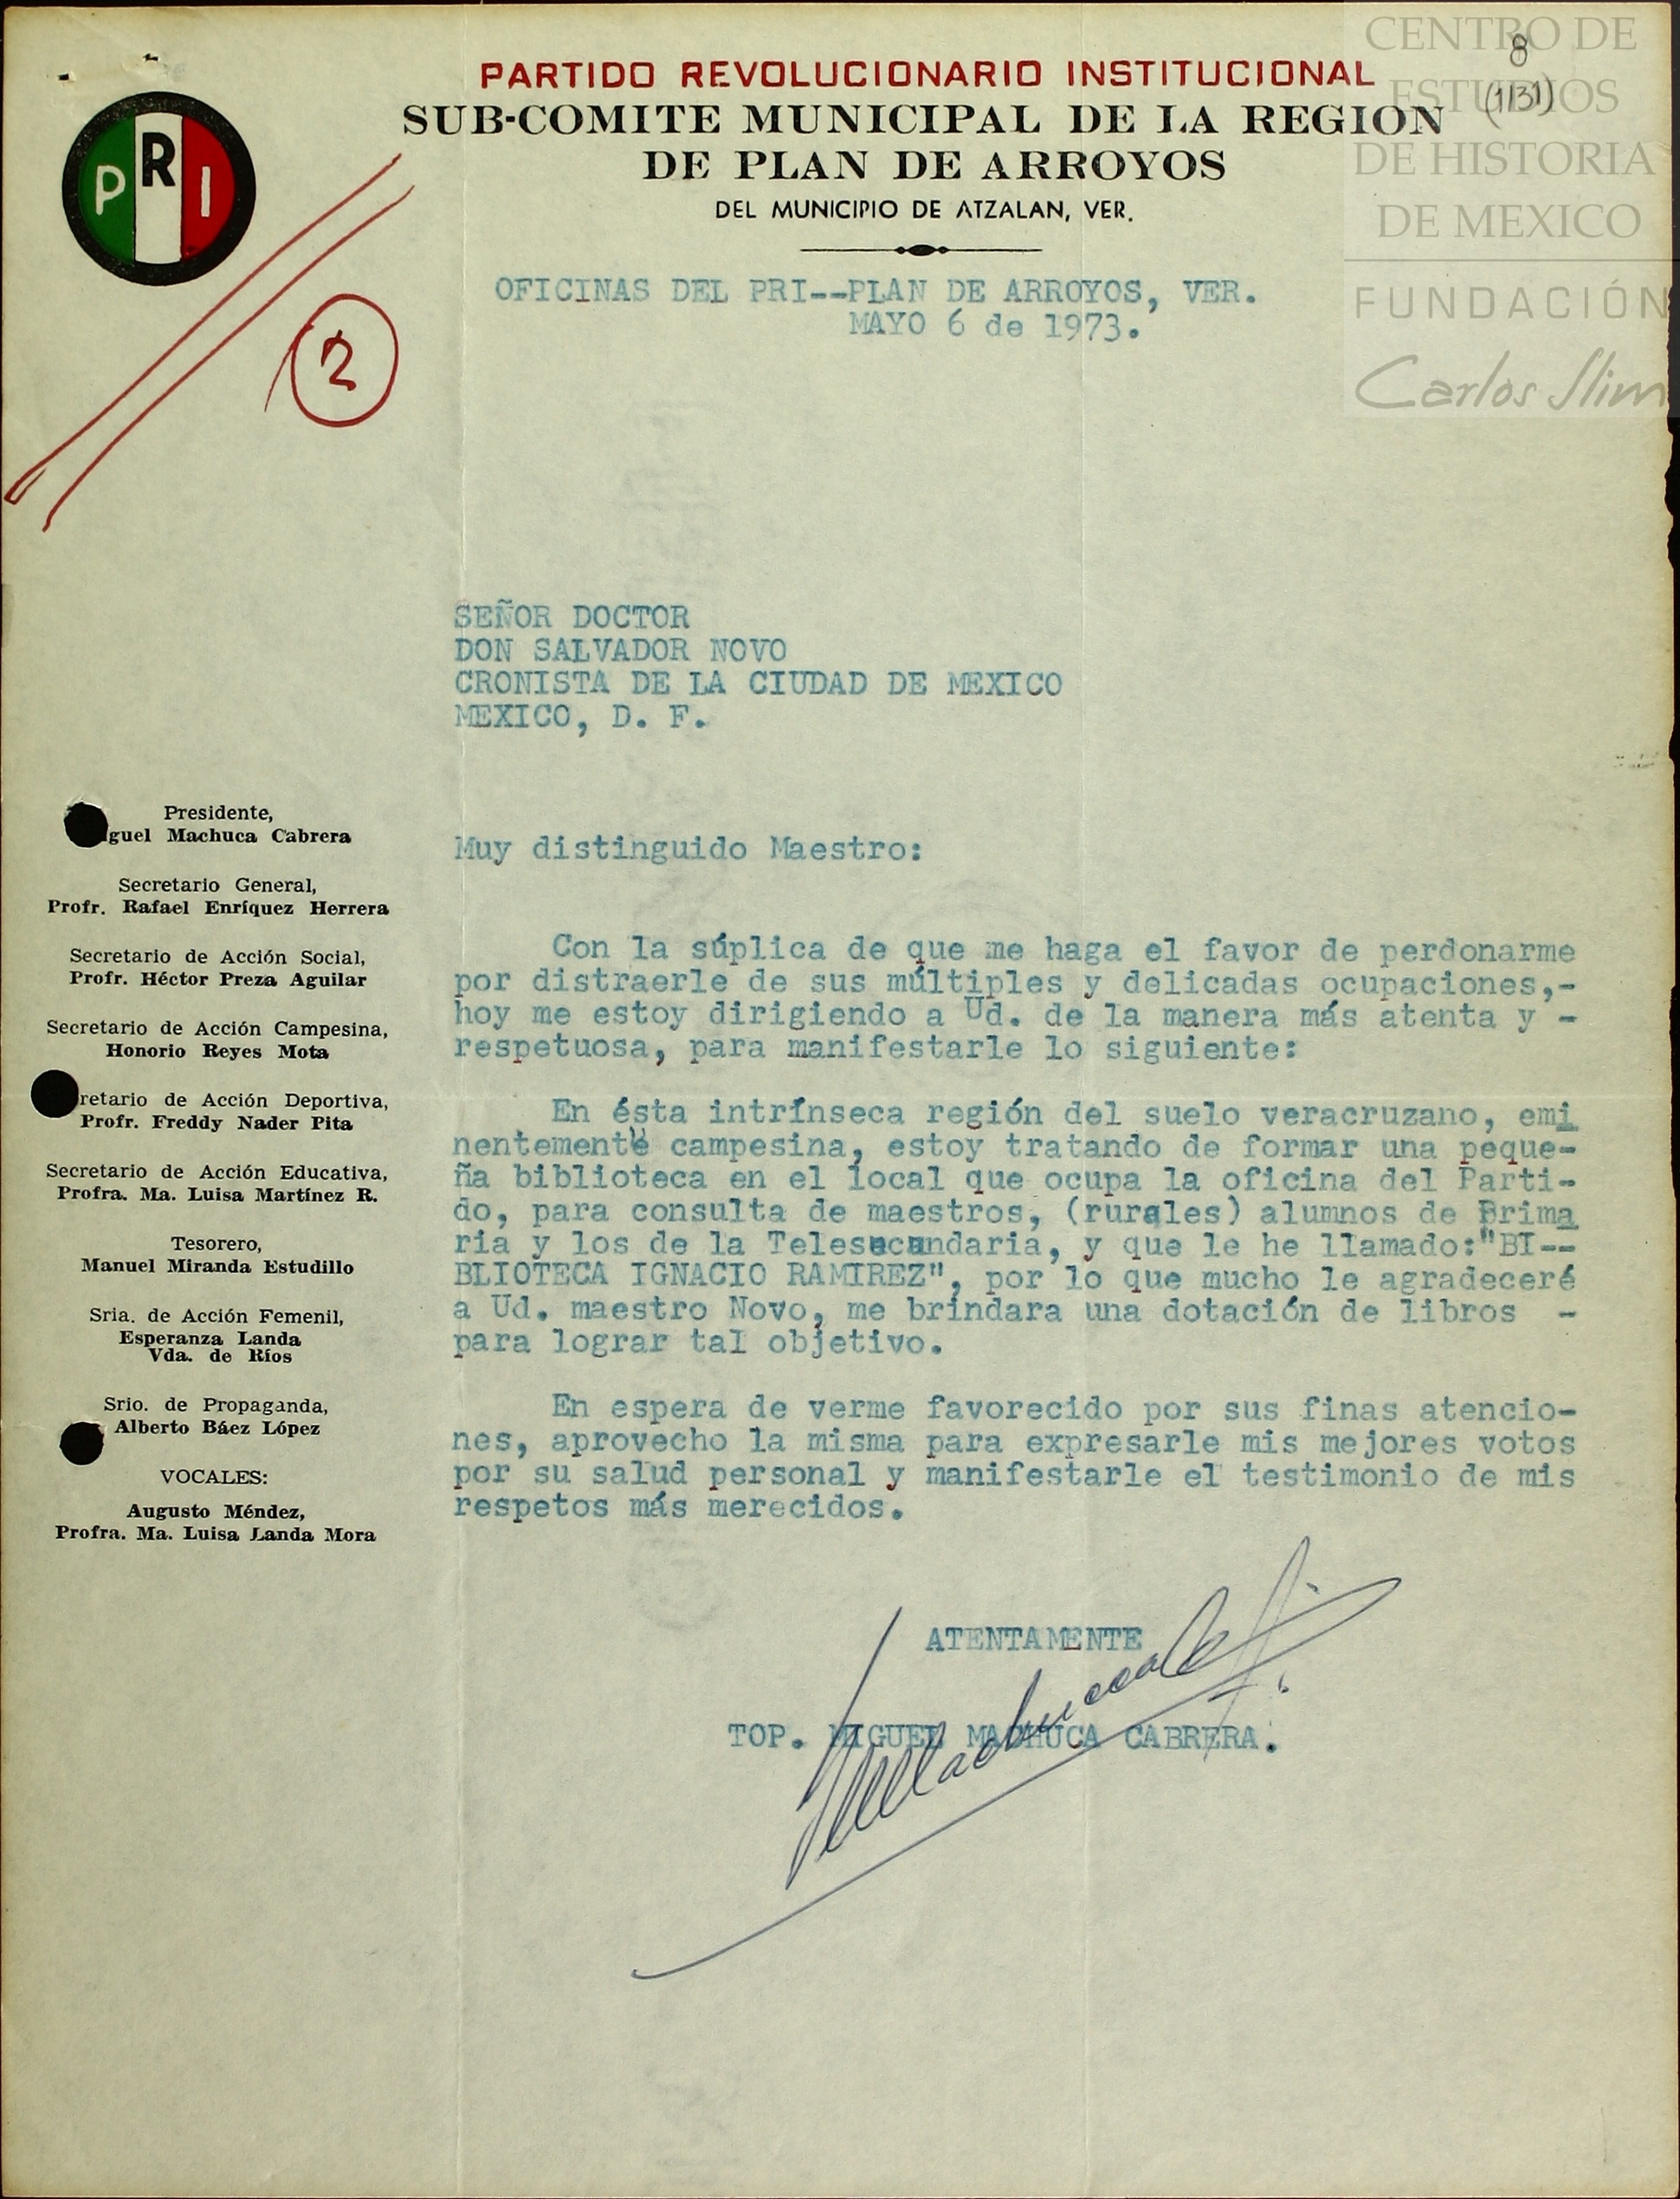 CENTRO DE
ESTUDIOS
DE HISTORIA
DE MEXICO
FUNDACIÓN
Carlos Slim
8
(1/31)
PARTIDO REVOLUCIONARIO INSTITUCIONAL
SUB-COMITE MUNICIPAL DE LA REGION
DE PLAN DE ARROYOS
DEL MUNICIPIO DE ATZALAN, VER.
PRI
2
OFICINAS DEL PRI--PLAN DE ARROYOS, VER.
MAYO 6 de 1973.
SEÑOR DOCTOR
DON SALVADOR NOVO
CRONISTA DE LA CIUDAD DE MEXICO
MEXICO, D. F.
Presidente,
guel Machuca Cabrera
Secretario General,
Profr. Rafael Enríquez Herrera
Secretario de Acción Social,
Profr. Héctor Preza Aguilar
Secretario de Acción Campesina,
Honorio Reyes Mota
retario de Acción Deportiva,
Profr. Freddy Nader Pita
Secretario de Acción Educativa,
Profra. Ma. Luisa Martínez R.
Tesorero,
Manuel Miranda Estudillo
Sria. de Acción Femenil,
Esperanza Landa
Vda. de Ríos
Srio. de Propaganda,
Alberto Báez López
VOCALES:
Augusto Méndez,
Profra. Ma. Luisa Landa Mora
Muy distinguido Maestro:
Con la súplica de que me haga el favor de perdonarme
por distraerle de sus múltiples y delicadas ocupaciones,-
hoy me estoy dirigiendo a Ud. de la manera más atenta y -
respetuosa, para manifestarle lo siguiente:
En ésta intrínseca región del suelo veracruzano, emi
nentemente campesina, estoy tratando de formar una peque-
ña biblioteca en el local que ocupa la oficina del Parti-
do, para consulta de maestros, (rurales) alumnos de Prima
ria y los de la Telesecundaria, y que le he llamado:"BI--
BLIOTECA IGNACIO RAMIREZ", por lo que mucho le agradeceré
a Ud. maestro Novo, me brindara una dotación de libros -
para lograr tal objetivo.
En espera de verme favorecido por sus finas atencio-
nes, aprovecho la misma para expresarle mis mejores votos
por su salud personal y manifestarle el testimonio de mis
respetos más merecidos.
ATENTAMENTE
TOP. MIGUEL MACHUCA CABRERA.